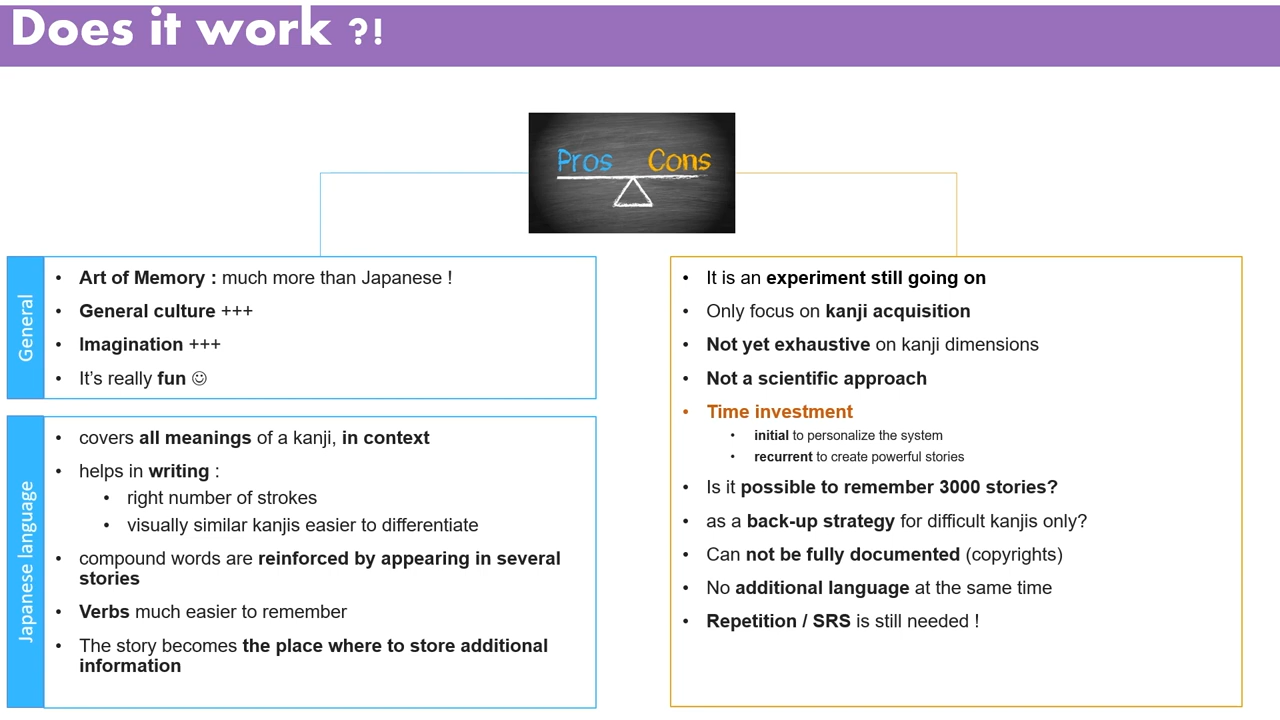 Does it work ?!
Pros Cons
General
• Art of Memory : much more than Japanese !
• General culture +++
• Imagination +++
• It’s really fun ☺
Japanese language
• covers all meanings of a kanji, in context
• helps in writing :
• right number of strokes
• visually similar kanjis easier to differentiate
• compound words are reinforced by appearing in several
stories
• Verbs much easier to remember
• The story becomes the place where to store additional
information
• It is an experiment still going on
• Only focus on kanji acquisition
• Not yet exhaustive on kanji dimensions
• Not a scientific approach
• Time investment
• initial to personalize the system
• recurrent to create powerful stories
• Is it possible to remember 3000 stories?
• as a back-up strategy for difficult kanjis only?
• Can not be fully documented (copyrights)
• No additional language at the same time
• Repetition / SRS is still needed !